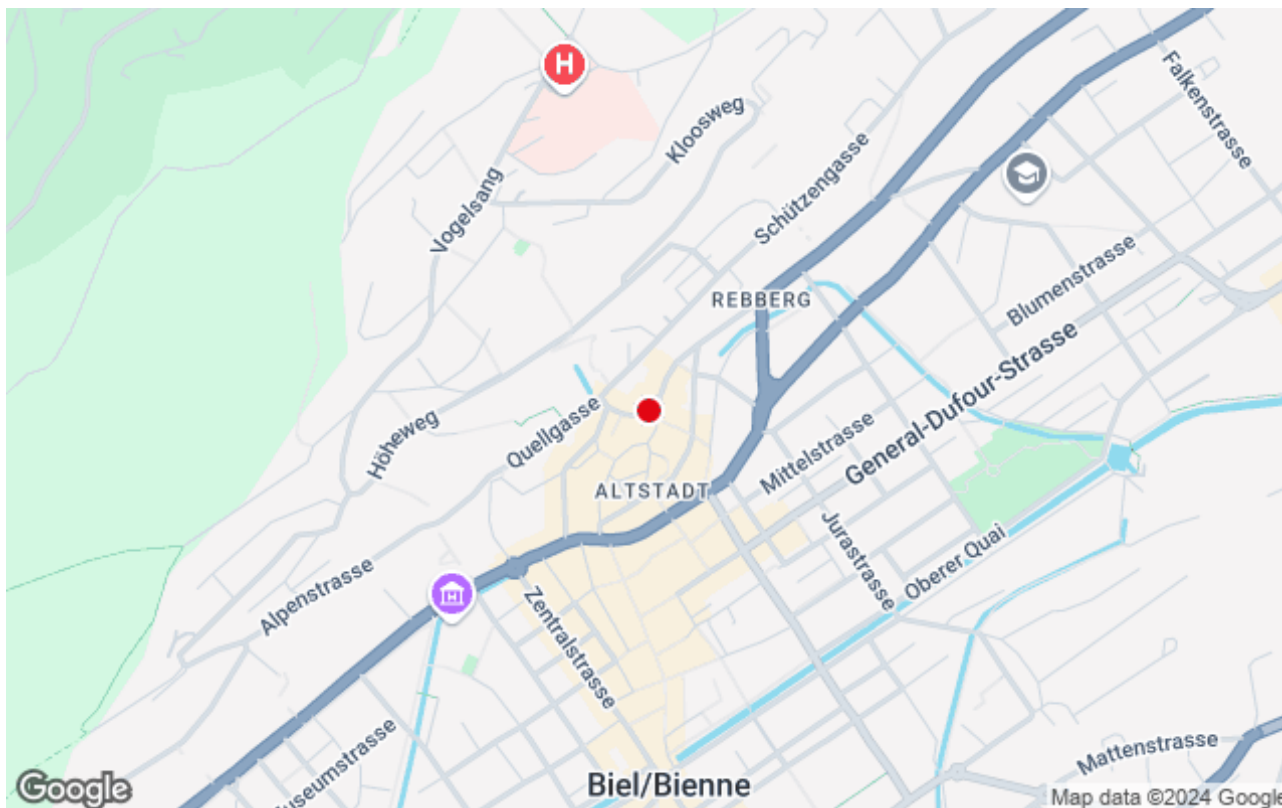 H
Falkenstrasse
Kloosweg
Schützengasse
Vogelsang
Blumenstrasse
REBBERG
General-Dufour-Strasse
Höheweg
Quellgasse
Mittelstrasse
ALTSTADT
Jurastrasse
Oberer Quai
Alpenstrasse
Zentralstrasse
Museumstrasse
Mattenstrasse
Biel/Bienne
Google
Map data ©2024 Google